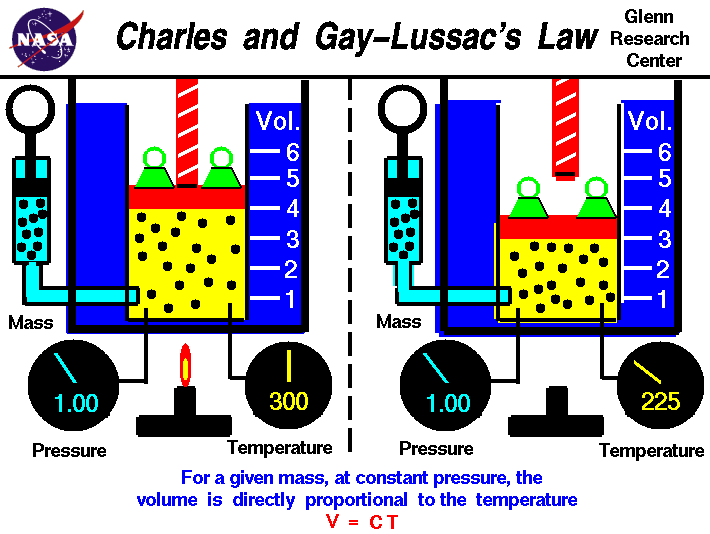 NASA
Charles and Gay-Lussac's Law
Glenn
Research
Center
Vol.
6
5
4
3
2
1
Mass
1.00
Pressure
300
Temperature
Vol.
6
5
4
3
2
1
Mass
1.00
Pressure
225
Temperature
For a given mass, at constant pressure, the
volume is directly proportional to the temperature
V = C T